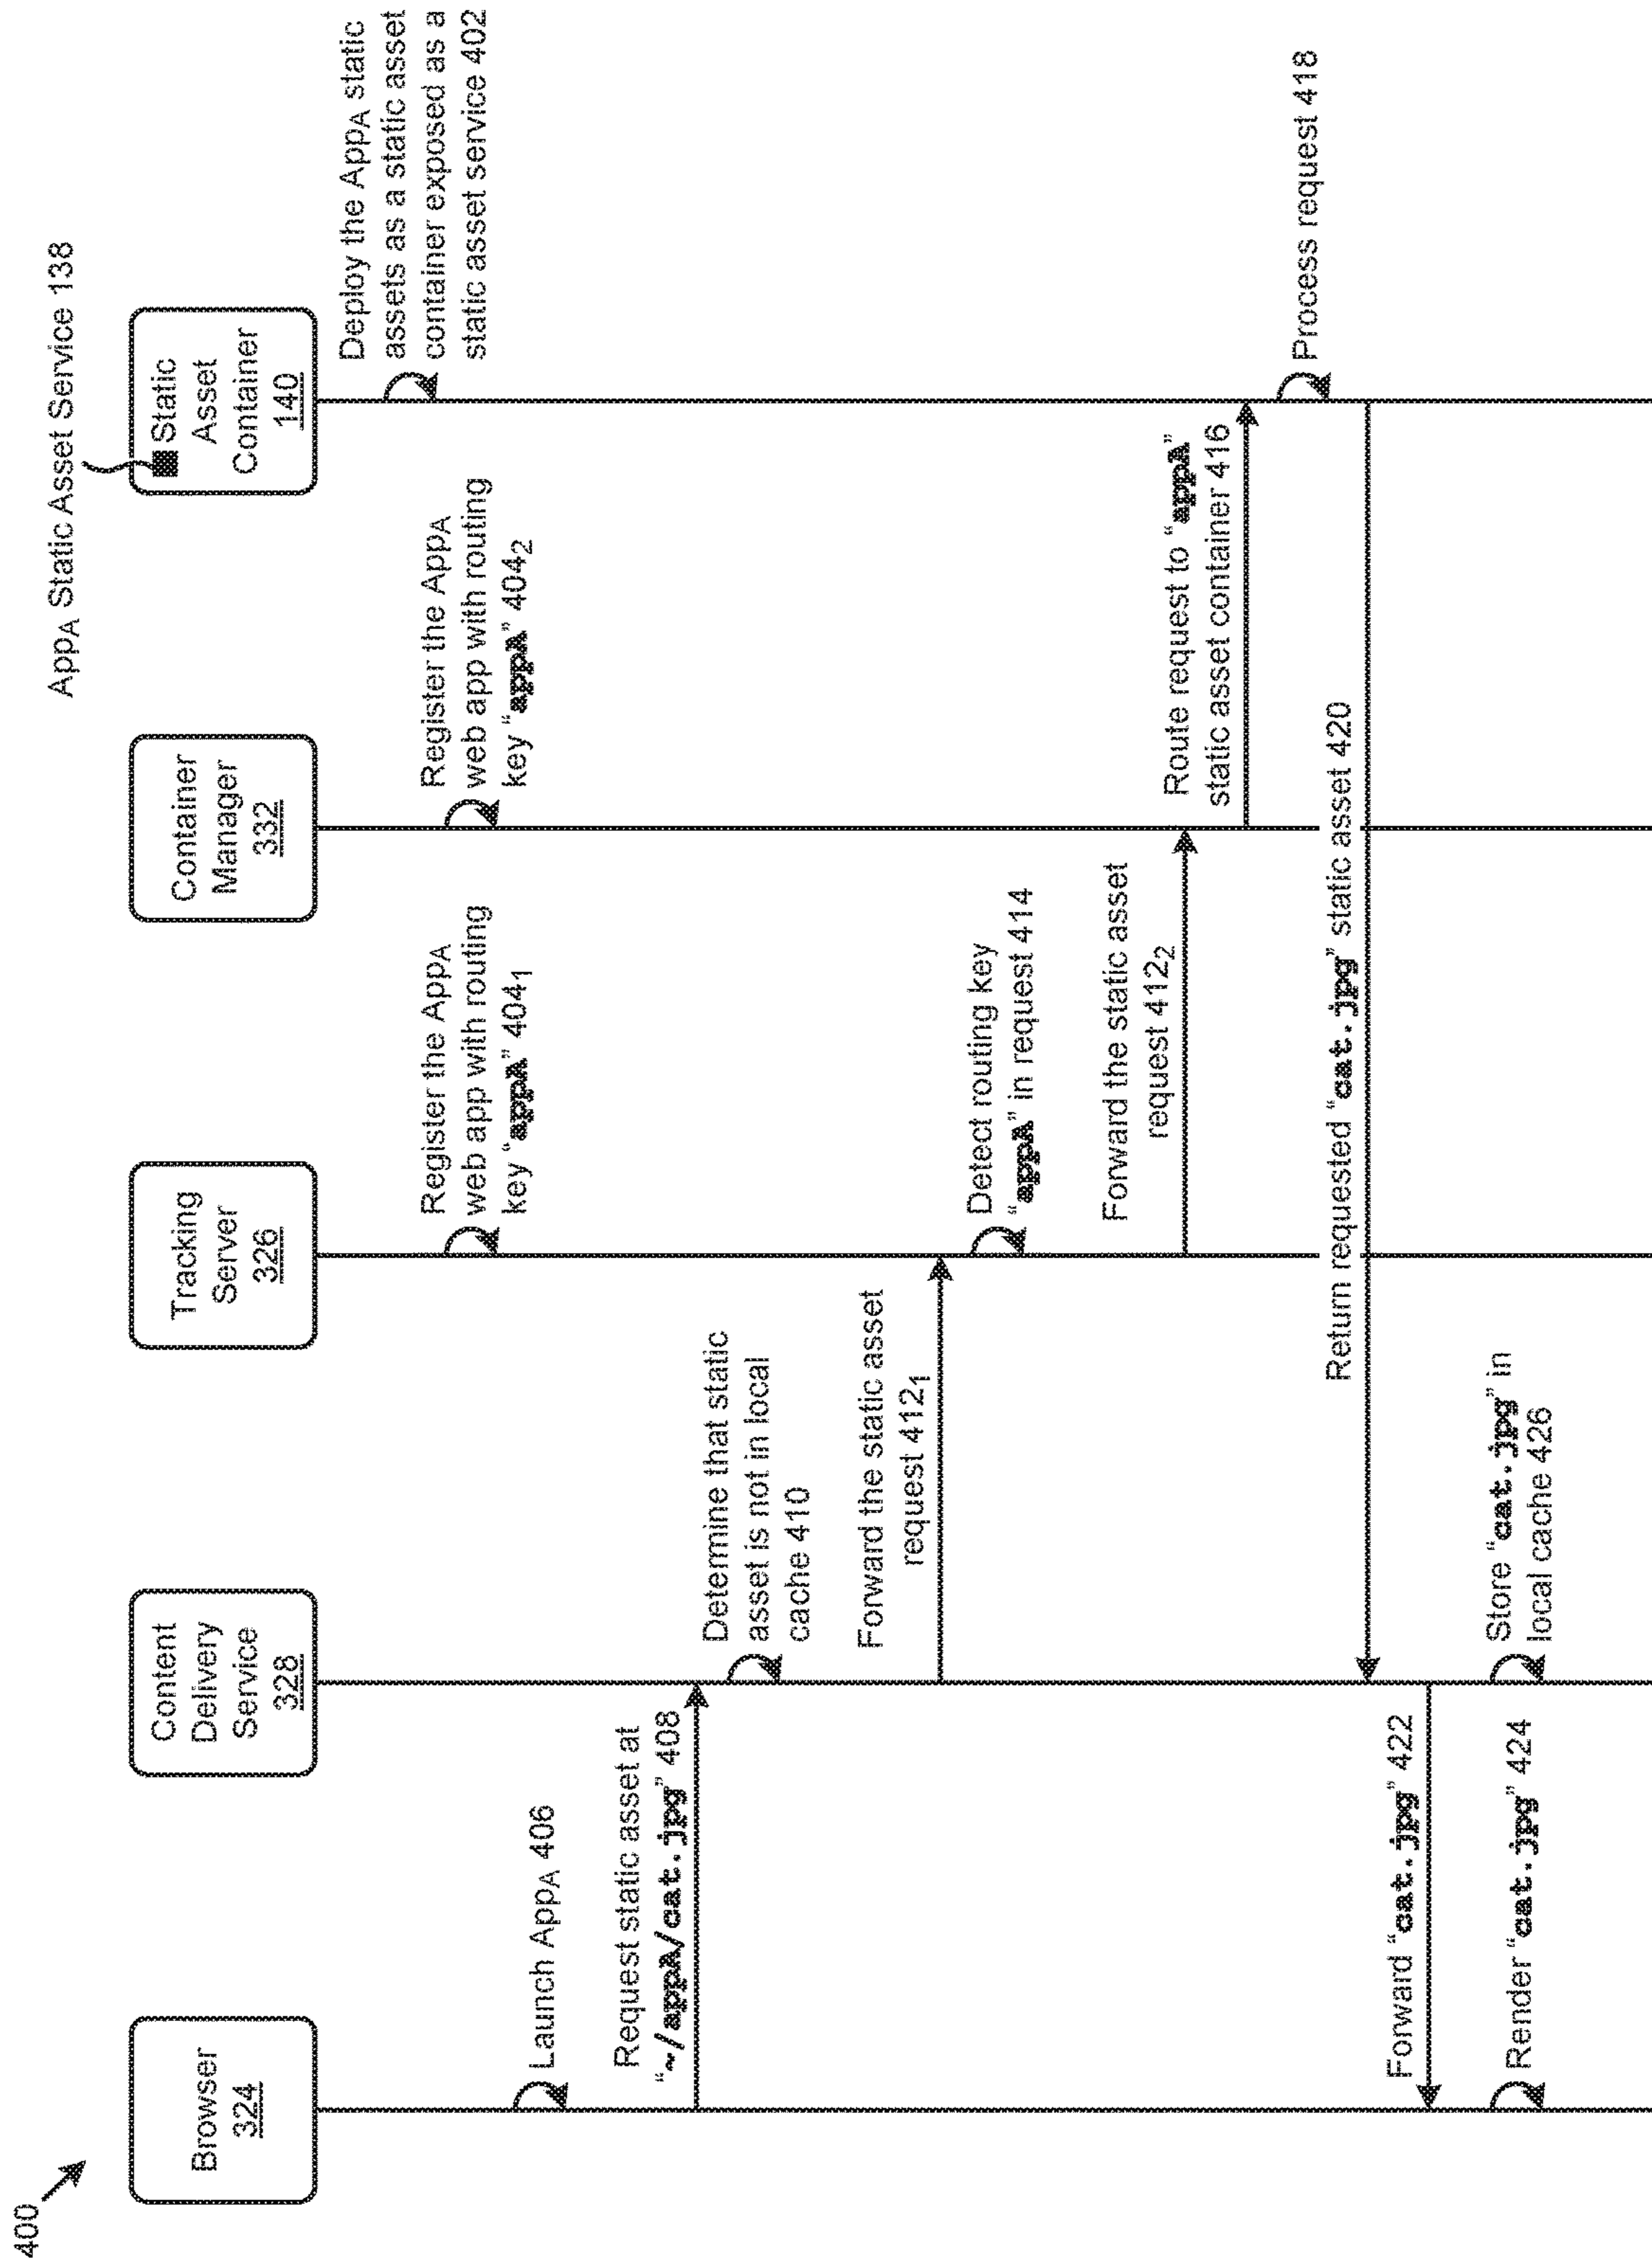 400
AppA Static Asset Service 138
Browser
324
Content
Delivery
Service
328
Tracking
Server
326
Container
Manager
332
Static
Asset
Container
140
Deploy the AppA static
assets as a static asset
container exposed as a
static asset service 402
Register the AppA
web app with routing
key “appA” 404₁
Register the AppA
web app with routing
key “appA” 404₂
Launch AppA 406
Request static asset at
“~/appA/cat.jpg” 408
Determine that static
asset is not in local
cache 410
Forward the static asset
request 412₁
Detect routing key
“appA” in request 414
Forward the static asset
request 412₂
Route request to “appA”
static asset container 416
Process request 418
Return requested “cat.jpg” static asset 420
Forward “cat.jpg” 422
Render “cat.jpg” 424
Store “cat.jpg” in
local cache 426